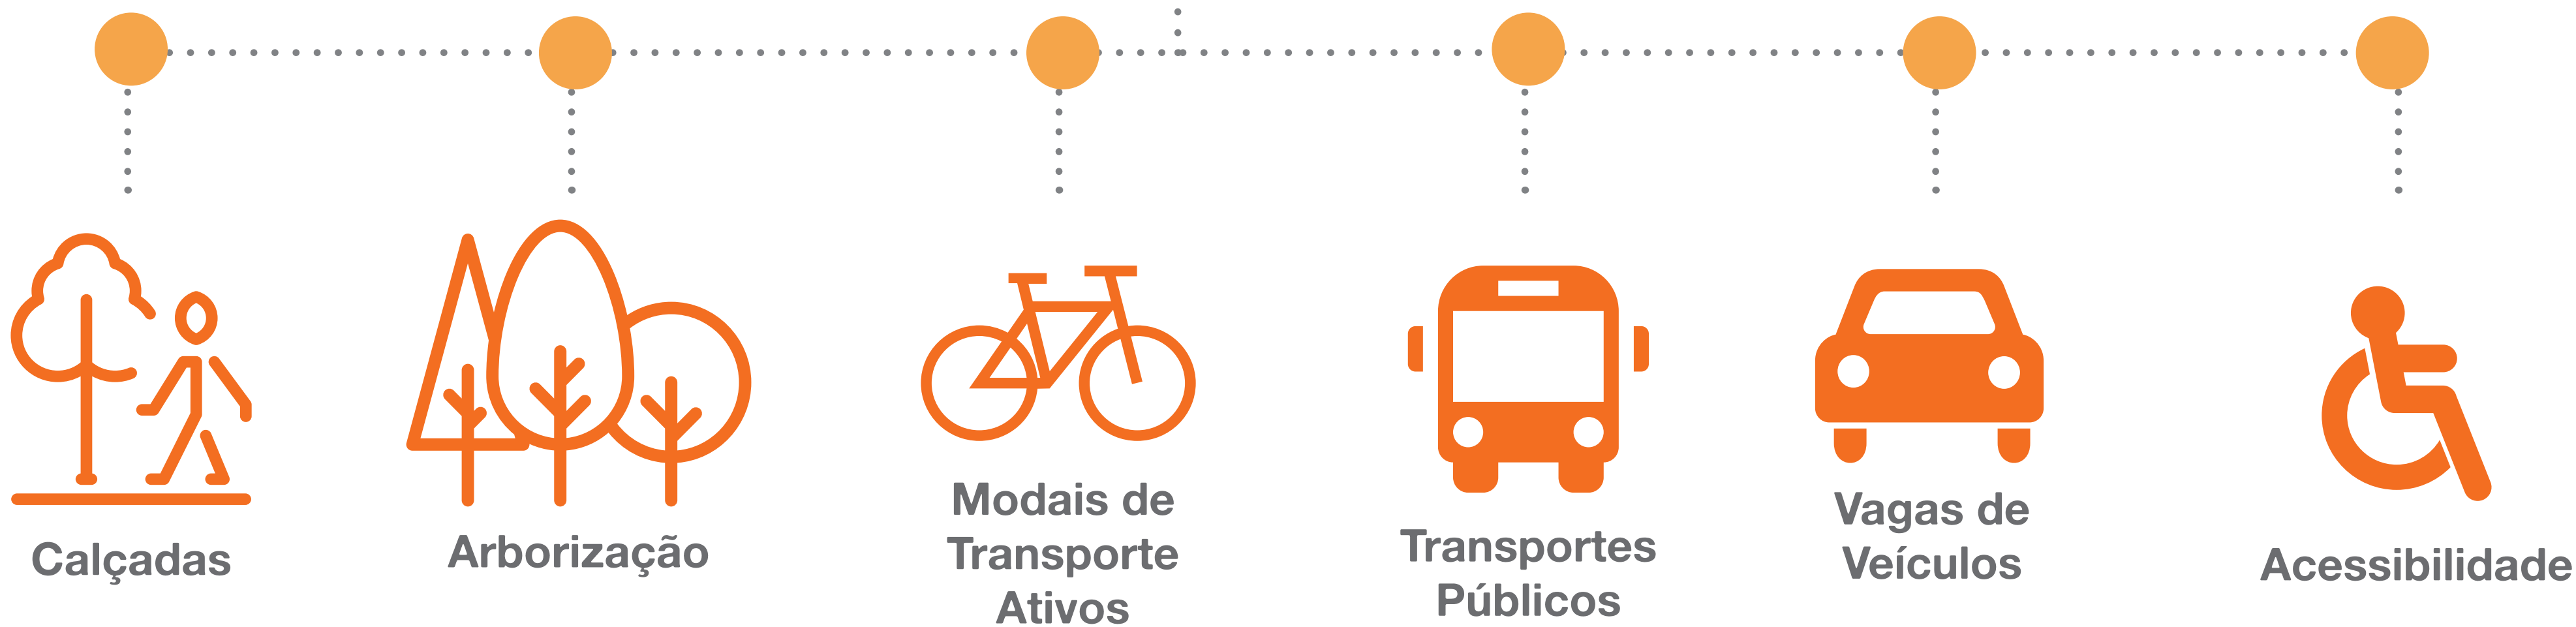 Calçadas
Arborização
Modais de
Transporte
Ativos
Transportes
Públicos
Vagas de
Veículos
Acessibilidade